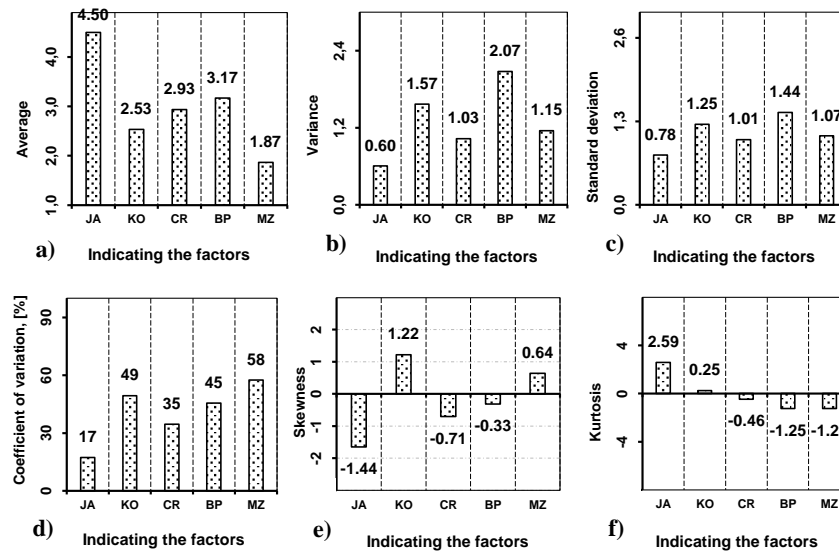 4.50
4,0
3,0
2,0
1,0
Average
2.53
2.93
3.17
1.87
JA KO CR BP MZ
a) Indicating the factors
2,4
1,2
0,0
Variance
0.60
1.57
1.03
2.07
1.15
JA KO CR BP MZ
b) Indicating the factors
2,6
1,3
0,0
Standard deviation
0.78
1.25
1.01
1.44
1.07
JA KO CR BP MZ
c) Indicating the factors
90
60
30
0
Coefficient of variation, [%]
17
49
35
45
58
JA KO CR BP MZ
d) Indicating the factors
2
1
0
-1
-2
Skewness
-1.44
1.22
-0.71
-0.33
0.64
JA KO CR BP MZ
e) Indicating the factors
4
0
4
Kurtosis
2.59
0.25
-0.46
-1.25
-1.2
JA KO CR BP MZ
f) Indicating the factors